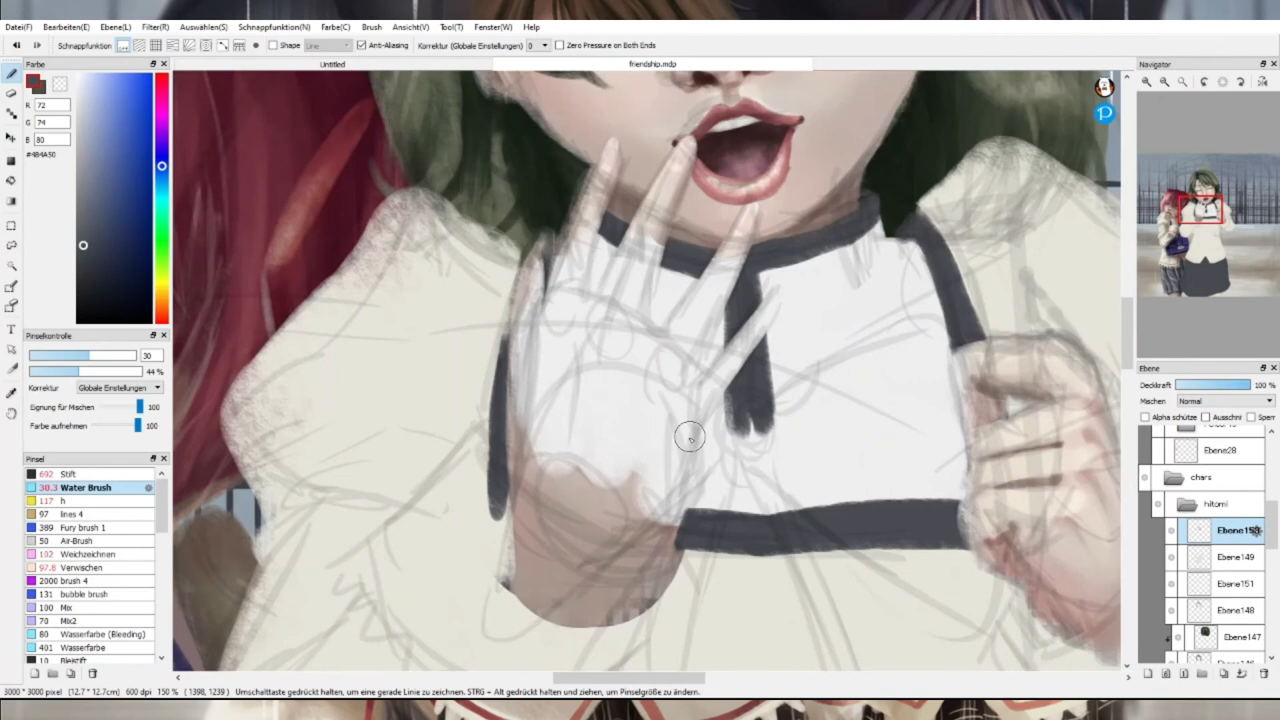 Datei(F) Bearbeiten(E) Ebene(L) Filter(R) Auswählen(S) Schnappfunktion(N) Farbe(C) Brush Ansicht(V) Tool(T) Fenster(W) Help
Schnappfunktion Shape Line Anti-Aliasing Korrektur (Globale Einstellungen) 0 Zero Pressure on Both Ends
Farbe
Untitled
friendship.mdp
Navigator
R 72
G 74
B 80
#484A50
Pinselkontrolle
30
44 %
Korrektur Globale Einstellungen
Eignung für Mischen 100
Farbe aufnehmen 100
Pinsel
692 Stift
30.3 Water Brush
117 h
97 lines 4
389 Fury brush 1
50 Air-Brush
102 Weichzeichnen
97.8 Verwischen
2000 brush 4
131 bubble brush
100 Mix
70 Mix2
80 Wasserfarbe (Bleeding)
401 Wasserfarbe
10 Bleistift
Ebene
Deckkraft 100 %
Mischen Normal
Alpha schütze Ausschni Sperr
Ebene28
chars
hitomi
Ebene149
Ebene151
Ebene148
Ebene147
3000 * 3000 pixel (12.7 * 12.7cm) 600 dpi 150 % ( 1398, 1239 ) Umschalttaste gedrückt halten, um eine gerade Linie zu zeichnen. STRG + Alt gedrückt halten und ziehen, um Pinselgröße zu ändern.